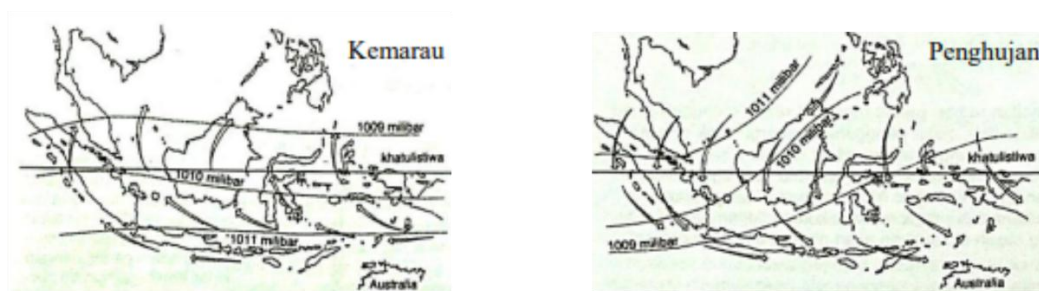 Kemarau
1009 milibar
khatulistiwa
1010 milibar
1011 milibar
Australia
Penghujan
1011 milibar
1010 milibar
khatulistiwa
1009 milibar
Australia